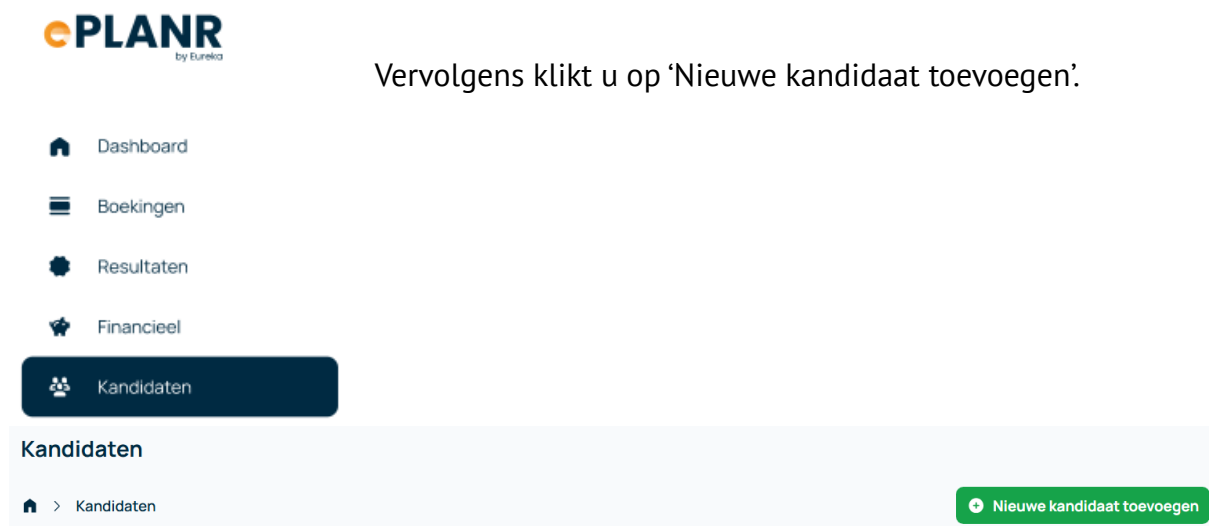 ePLANR
by Eureka
Vervolgens klikt u op ‘Nieuwe kandidaat toevoegen’.
Dashboard
Boekingen
Resultaten
Financieel
Kandidaten
Kandidaten
> Kandidaten
Nieuwe kandidaat toevoegen